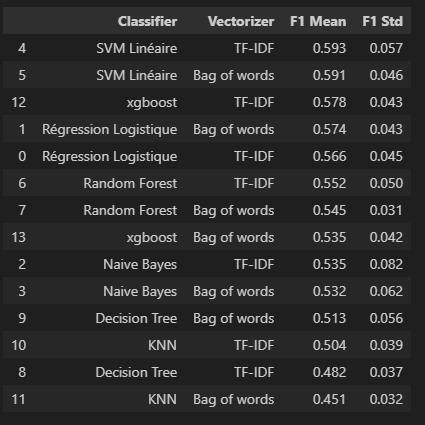 Classifier Vectorizer F1 Mean F1 Std
4 SVM Linéaire TF-IDF 0.593 0.057
5 SVM Linéaire Bag of words 0.591 0.046
12 xgboost TF-IDF 0.578 0.043
1 Régression Logistique Bag of words 0.574 0.043
0 Régression Logistique TF-IDF 0.566 0.045
6 Random Forest TF-IDF 0.552 0.050
7 Random Forest Bag of words 0.545 0.031
13 xgboost Bag of words 0.535 0.042
2 Naive Bayes TF-IDF 0.535 0.082
3 Naive Bayes Bag of words 0.532 0.062
9 Decision Tree Bag of words 0.513 0.056
10 KNN TF-IDF 0.504 0.039
8 Decision Tree TF-IDF 0.482 0.037
11 KNN Bag of words 0.451 0.032